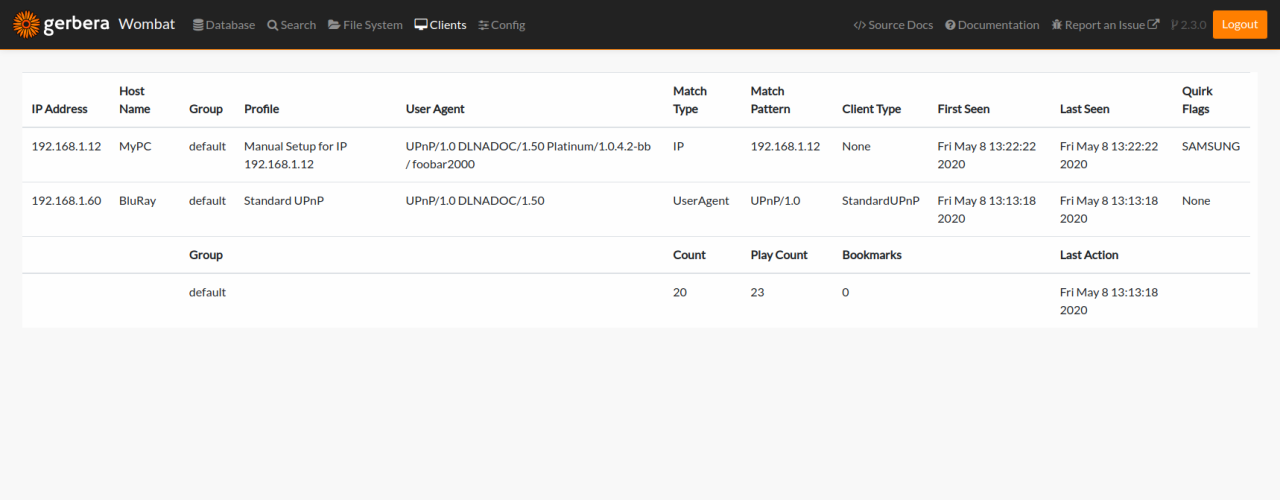 gerbera Wombat Database Search File System Clients Config Source Docs Documentation Report an Issue 2.3.0 Logout
IP Address Host Name Group Profile User Agent Match Type Match Pattern Client Type First Seen Last Seen Quirk Flags
192.168.1.12 MyPC default Manual Setup for IP UPnP/1.0 DLNADOC/1.50 Platinum/1.0.4.2-bb IP 192.168.1.12 None Fri May 8 13:22:22 Fri May 8 13:22:22 SAMSUNG
192.168.1.12 / foobar2000 2020 2020
192.168.1.60 BluRay default Standard UPnP UPnP/1.0 DLNADOC/1.50 UserAgent UPnP/1.0 StandardUPnP Fri May 8 13:13:18 Fri May 8 13:13:18 None
2020 2020
Group Count Play Count Bookmarks Last Action
default 20 23 0 Fri May 8 13:13:18
2020